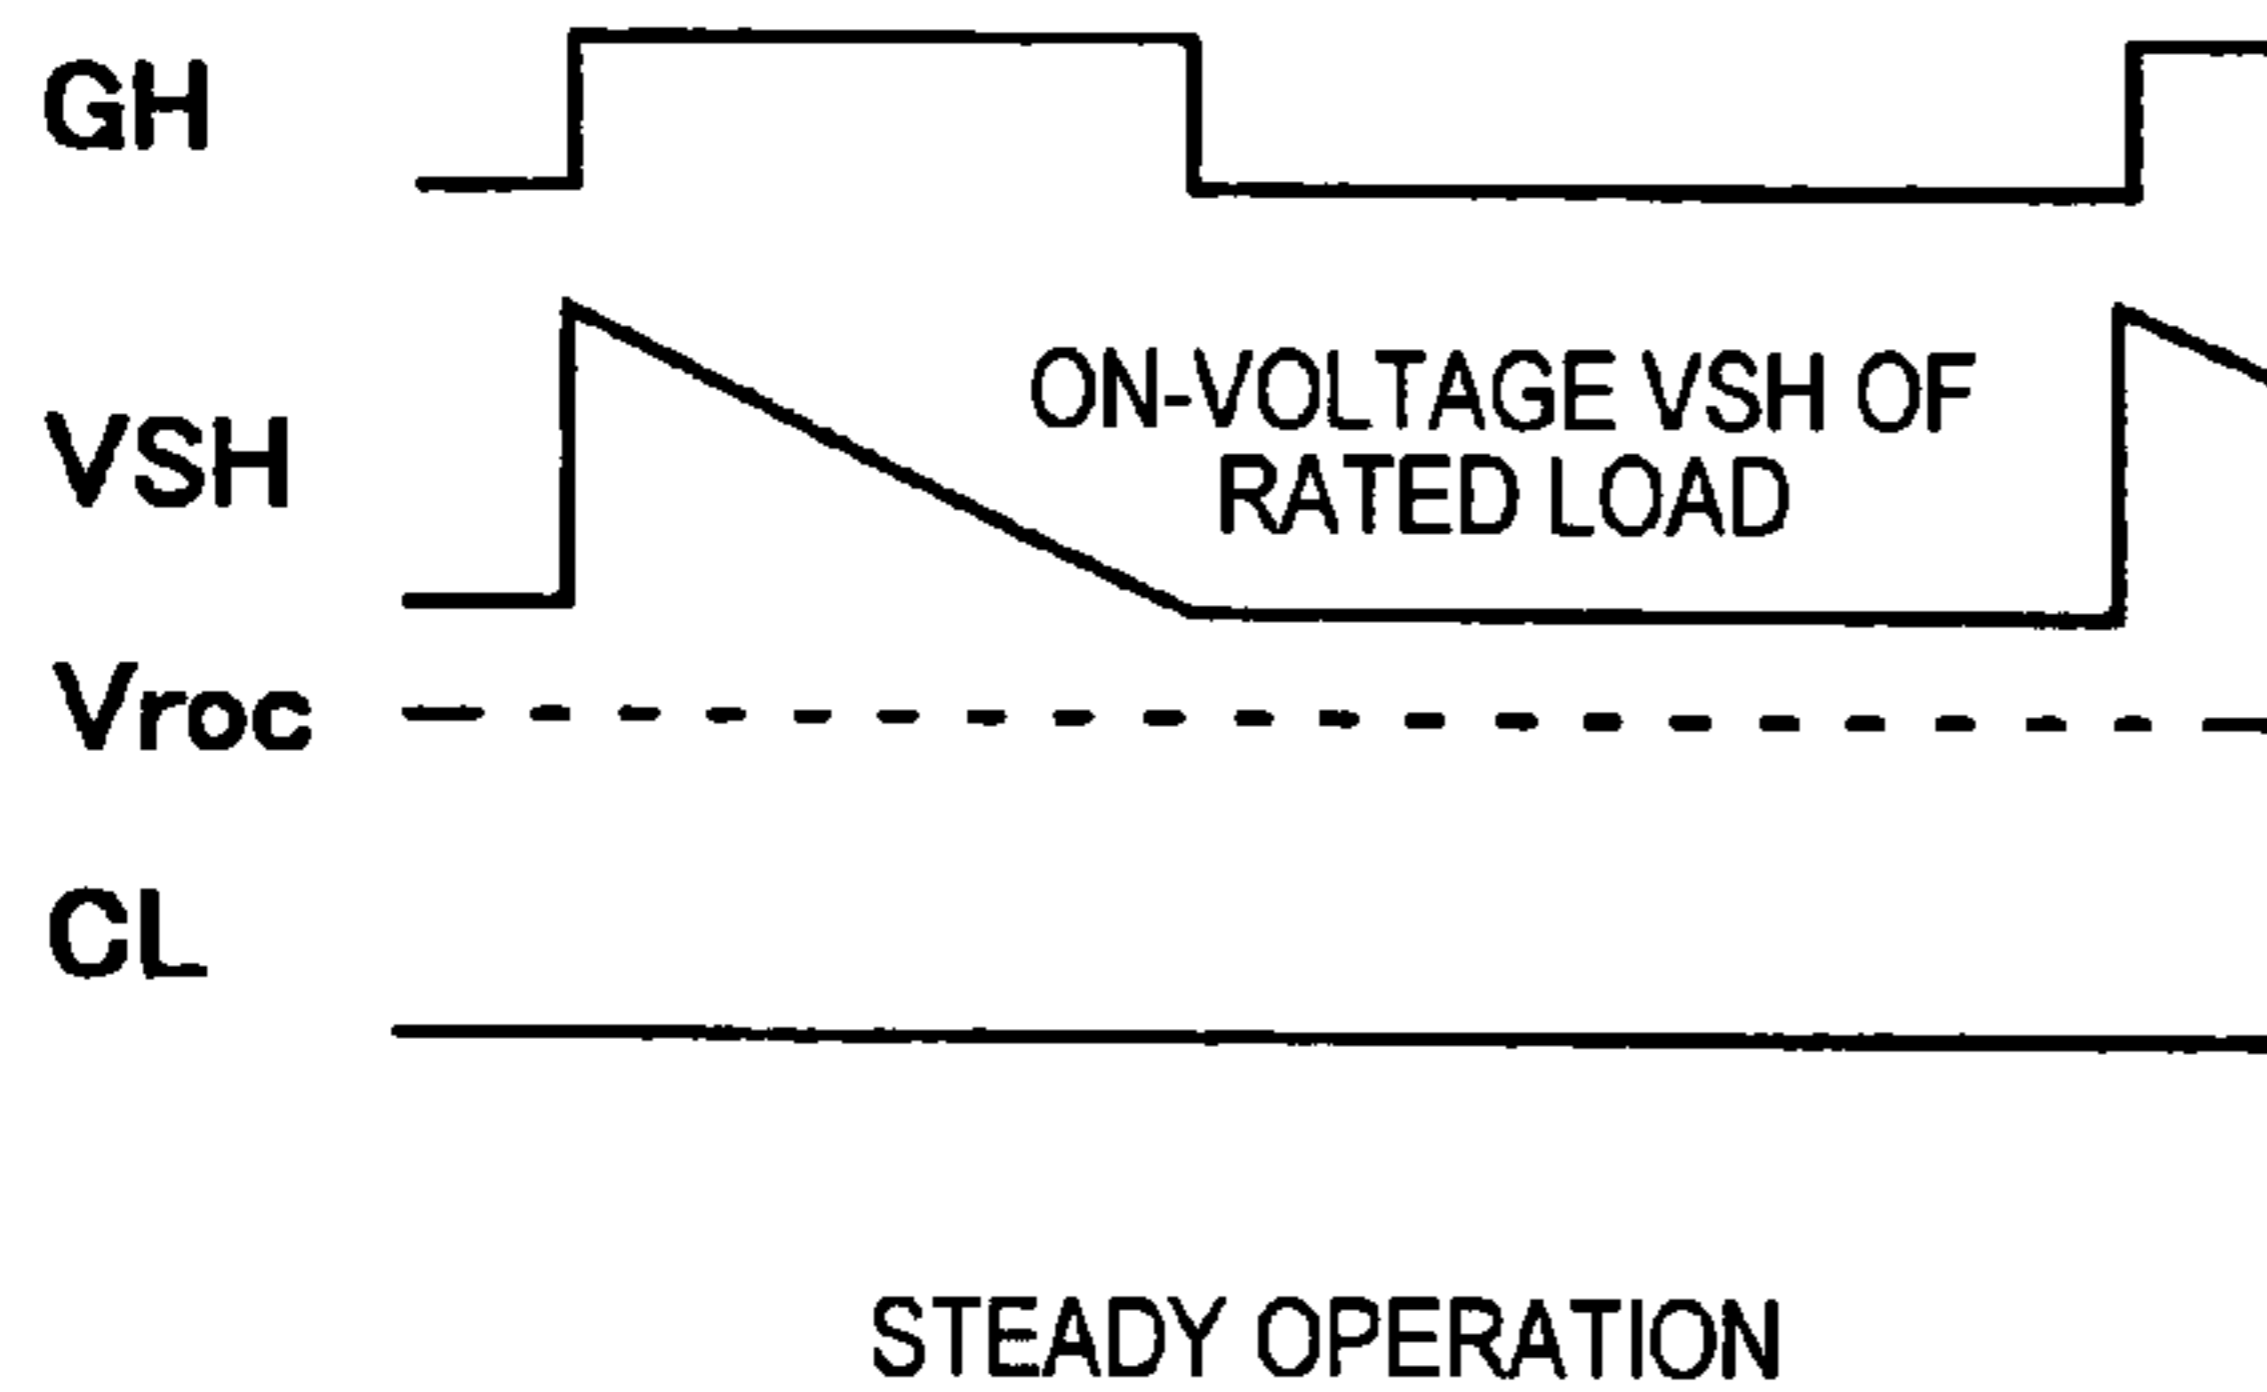 GH
VSH
ON-VOLTAGE VSH OF
RATED LOAD
Vroc
CL
STEADY OPERATION